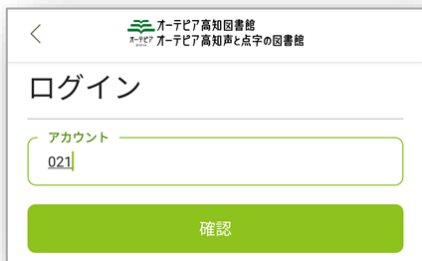 オーテピア高知図書館
オーテピア オーテピア高知声と点字の図書館
ログイン
アカウント
021
確認